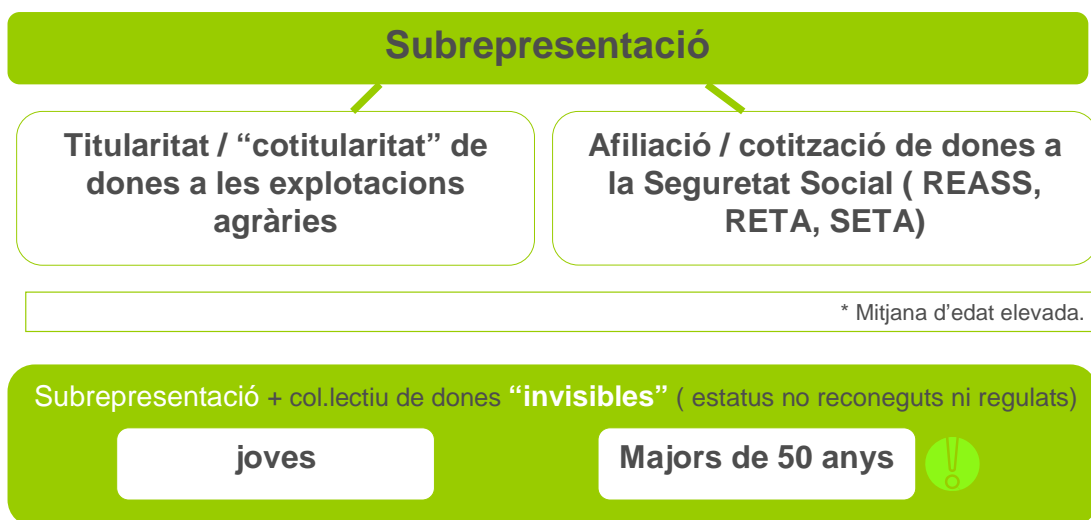 Subrepresentació
Titularitat / “cotitularitat” de
dones a les explotacions
agràries
Afiliació / cotització de dones a
la Seguretat Social ( REASS,
RETA, SETA)
* Mitjana d’edat elevada.
Subrepresentació + col.lectiu de dones “invisibles” ( estatus no reconeguts ni regulats)
joves
Majors de 50 anys
!